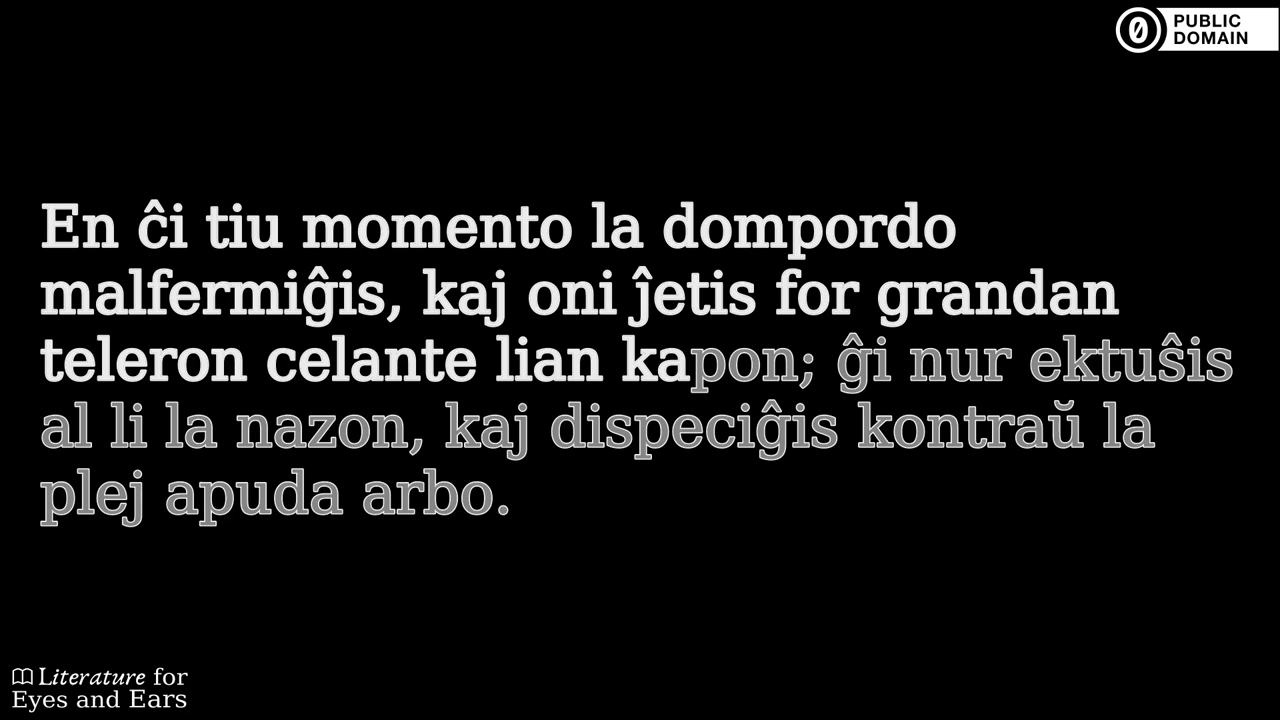 PUBLIC
DOMAIN
En ĉi tiu momento la dompordo
malfermiĝis, kaj oni ĵetis for grandan
teleron celante lian kapon; ĝi nur ektuŝis
al li la nazon, kaj dispeciĝis kontraŭ la
plej apuda arbo.
Literature for
Eyes and Ears